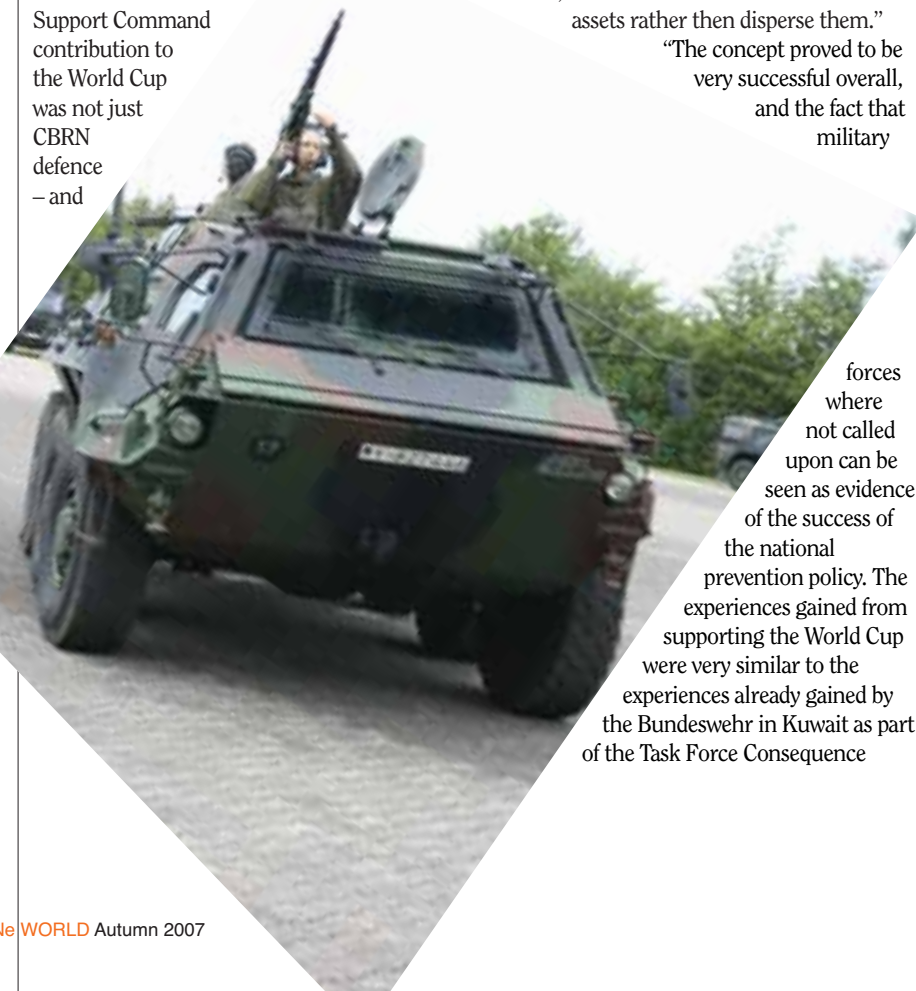 Support Command
contribution to
the World Cup
was not just
CBRN
defence
– and
assets rather then disperse them.”
“The concept proved to be
very successful overall,
and the fact that
military
forces
where
not called
upon can be
seen as evidence
of the success of
the national
prevention policy. The
experiences gained from
supporting the World Cup
were very similar to the
experiences already gained by
the Bundeswehr in Kuwait as part
of the Task Force Consequence
WORLD Autumn 2007